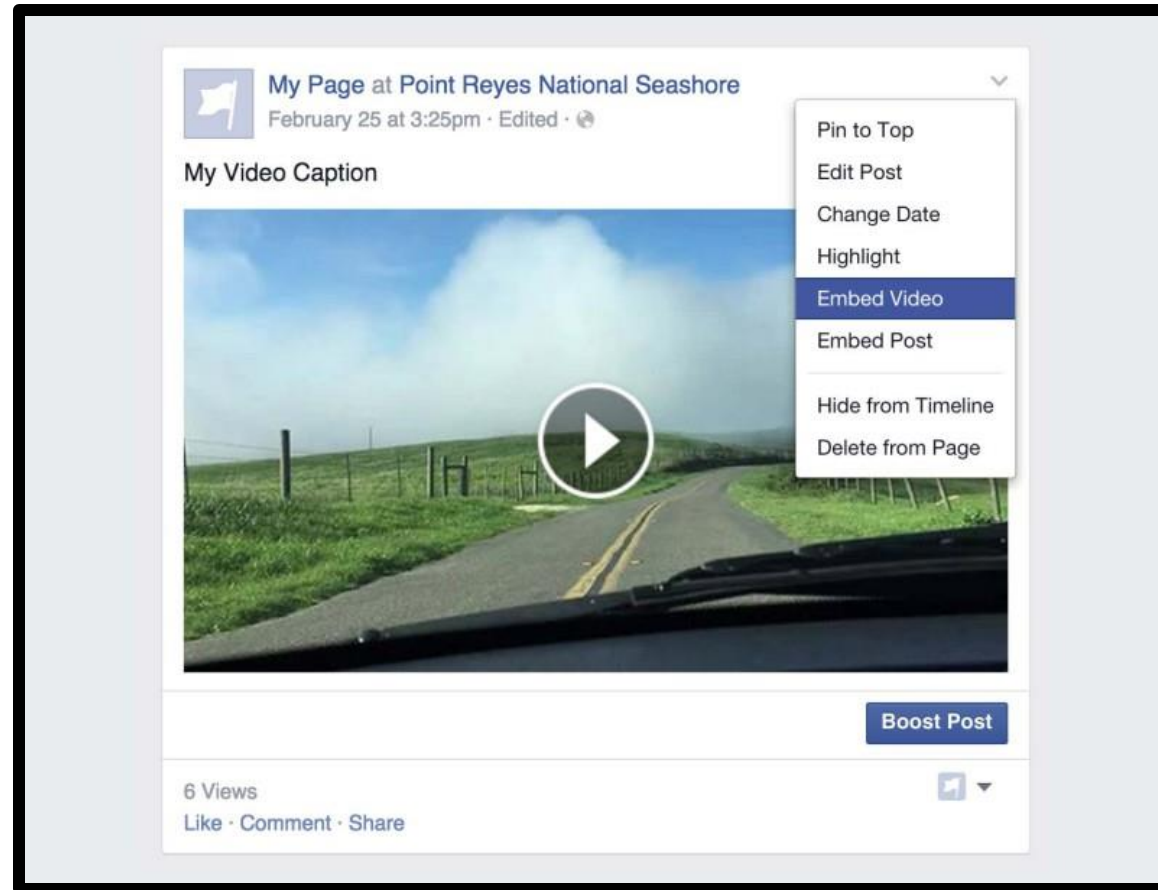 My Page at Point Reyes National Seashore
February 25 at 3:25pm · Edited ·
My Video Caption
Pin to Top
Edit Post
Change Date
Highlight
Embed Video
Embed Post
Hide from Timeline
Delete from Page
Boost Post
6 Views
Like · Comment · Share